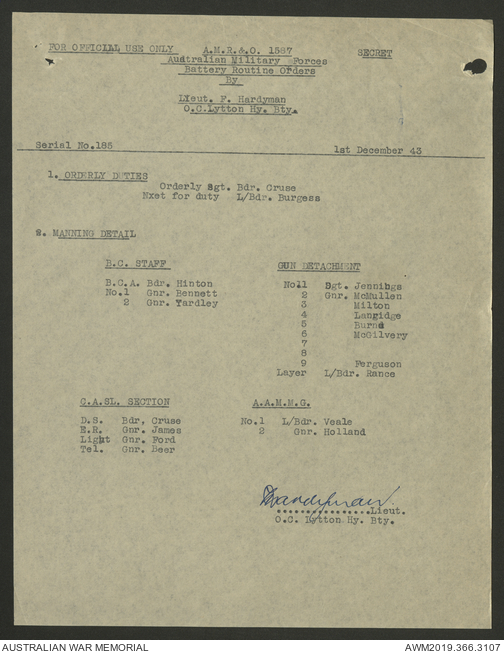 FOR OFFICIAL USE ONLY A.M.R.&O. 1587 SECRET
Australian Military Forces
Battery Routine Orders
By
Lieut. F. Hardyman
O.C.Lytton Hy. Bty.
Serial No.185 1st December 43
1. ORDERLY DUTIES
Orderly Sgt. Bdr. Cruse
Nxet for duty L/Bdr. Burgess
2. MANNING DETAIL
B.C. STAFF
B.C.A. Bdr. Hinton
No.1 Gnr. Bennett
2 Gnr. Yardley
GUN DETACHMENT
No.1 Sgt. Jennings
2 Gnr. McMullen
3 Milton
4 Langidge
5 Burns
6 McGilvery
7
8
9 Ferguson
Layer L/Bdr. Rance
C.A.SL. SECTION
D.S. Bdr, Cruse
E.R. Gnr. James
Light Gnr. Ford
Tel. Gnr. Beer
A.A.M.M.G.
No.1 L/Bdr. Veale
2 Gnr. Holland
Hardyman.
..............Lieut.
O.C. Lytton Hy. Bty.
AUSTRALIAN WAR MEMORIAL AWM2019.366.3107